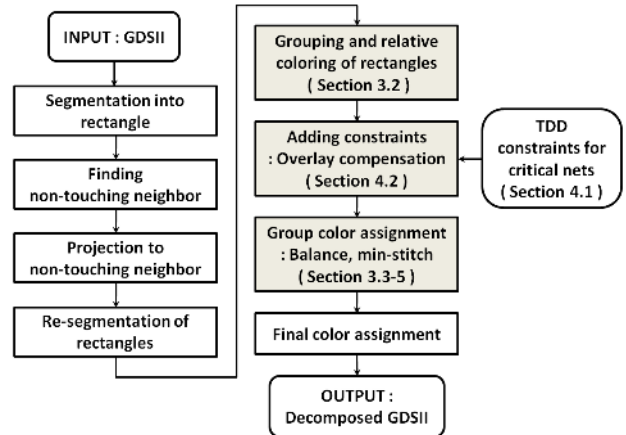 INPUT : GDSII
Segmentation into
rectangle
Finding
non-touching neighbor
Projection to
non-touching neighbor
Re-segmentation of
rectangles
Grouping and relative
coloring of rectangles
( Section 3.2 )
Adding constraints
: Overlay compensation
( Section 4.2 )
TDD
constraints for
critical nets
( Section 4.1 )
Group color assignment
: Balance, min-stitch
( Section 3.3-5 )
Final color assignment
OUTPUT :
Decomposed GDSII